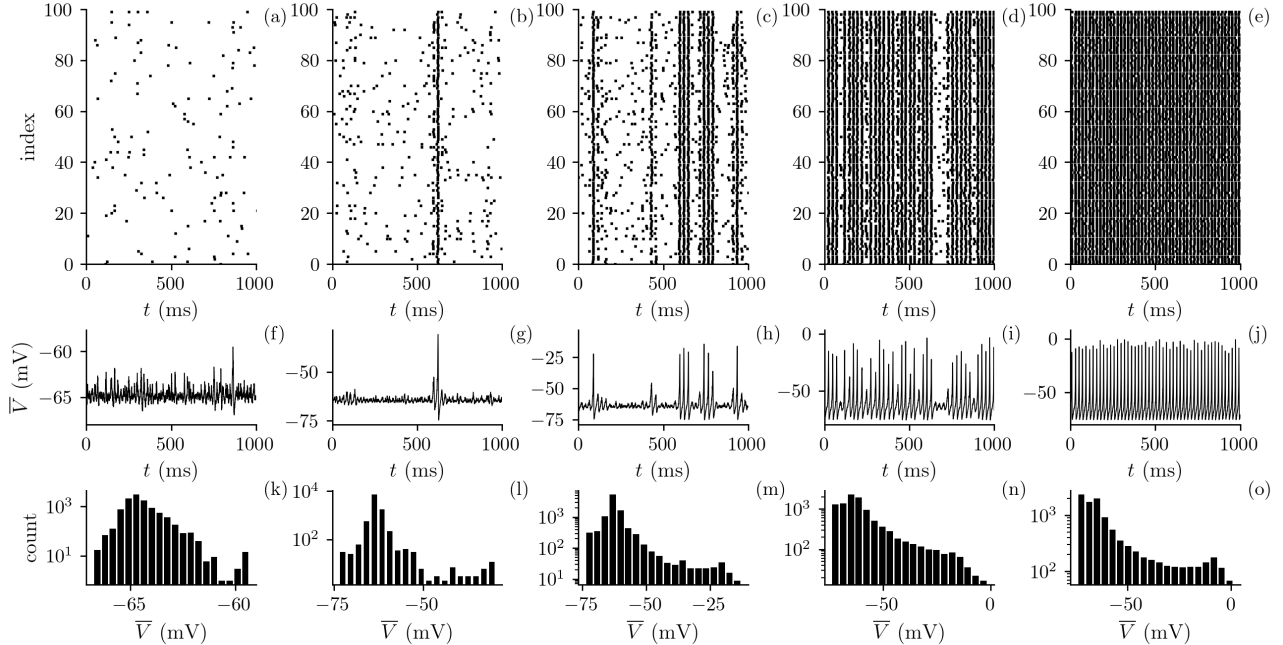 100 (a) 100 (b) 100 (c) 100 (d) 100 (e)
80 80 80 80 80
60 60 60 60 60
index
40 40 40 40 40
20 20 20 20 20
0 0 0 0 0
0 500 1000 0 500 1000 0 500 1000 0 500 1000 0 500 1000
t (ms) t (ms) t (ms) t (ms) t (ms)
(f) (g) (h) (i) (j)
−60 −50 −25 0 0
V̅ (mV)
−65 −75 −50 −50 −50
−75
0 500 1000 0 500 1000 0 500 1000 0 500 1000 0 500 1000
t (ms) t (ms) t (ms) t (ms) t (ms)
(k) (l) (m) (n) (o)
10³ 10⁴ 10³ 10³ 10³
count
10¹ 10² 10² 10² 10²
10¹
−65 −60 −75 −50 −75 −50 −25 −50 0 −50 0
V̅ (mV) V̅ (mV) V̅ (mV) V̅ (mV) V̅ (mV)